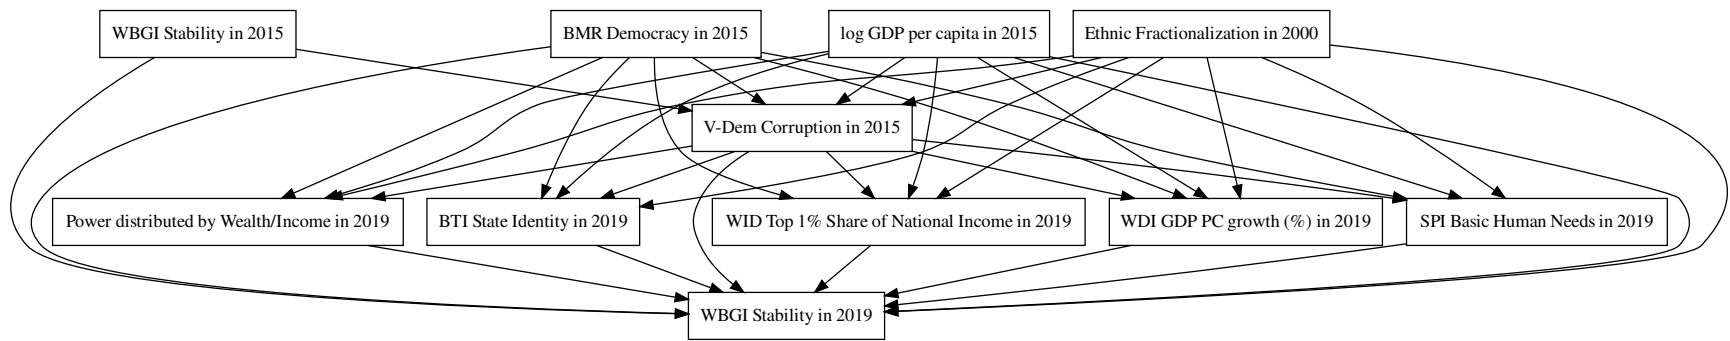 WBGI Stability in 2015
BMR Democracy in 2015
log GDP per capita in 2015
Ethnic Fractionalization in 2000
V-Dem Corruption in 2015
Power distributed by Wealth/Income in 2019
BTI State Identity in 2019
WID Top 1% Share of National Income in 2019
WDI GDP PC growth (%) in 2019
SPI Basic Human Needs in 2019
WBGI Stability in 2019